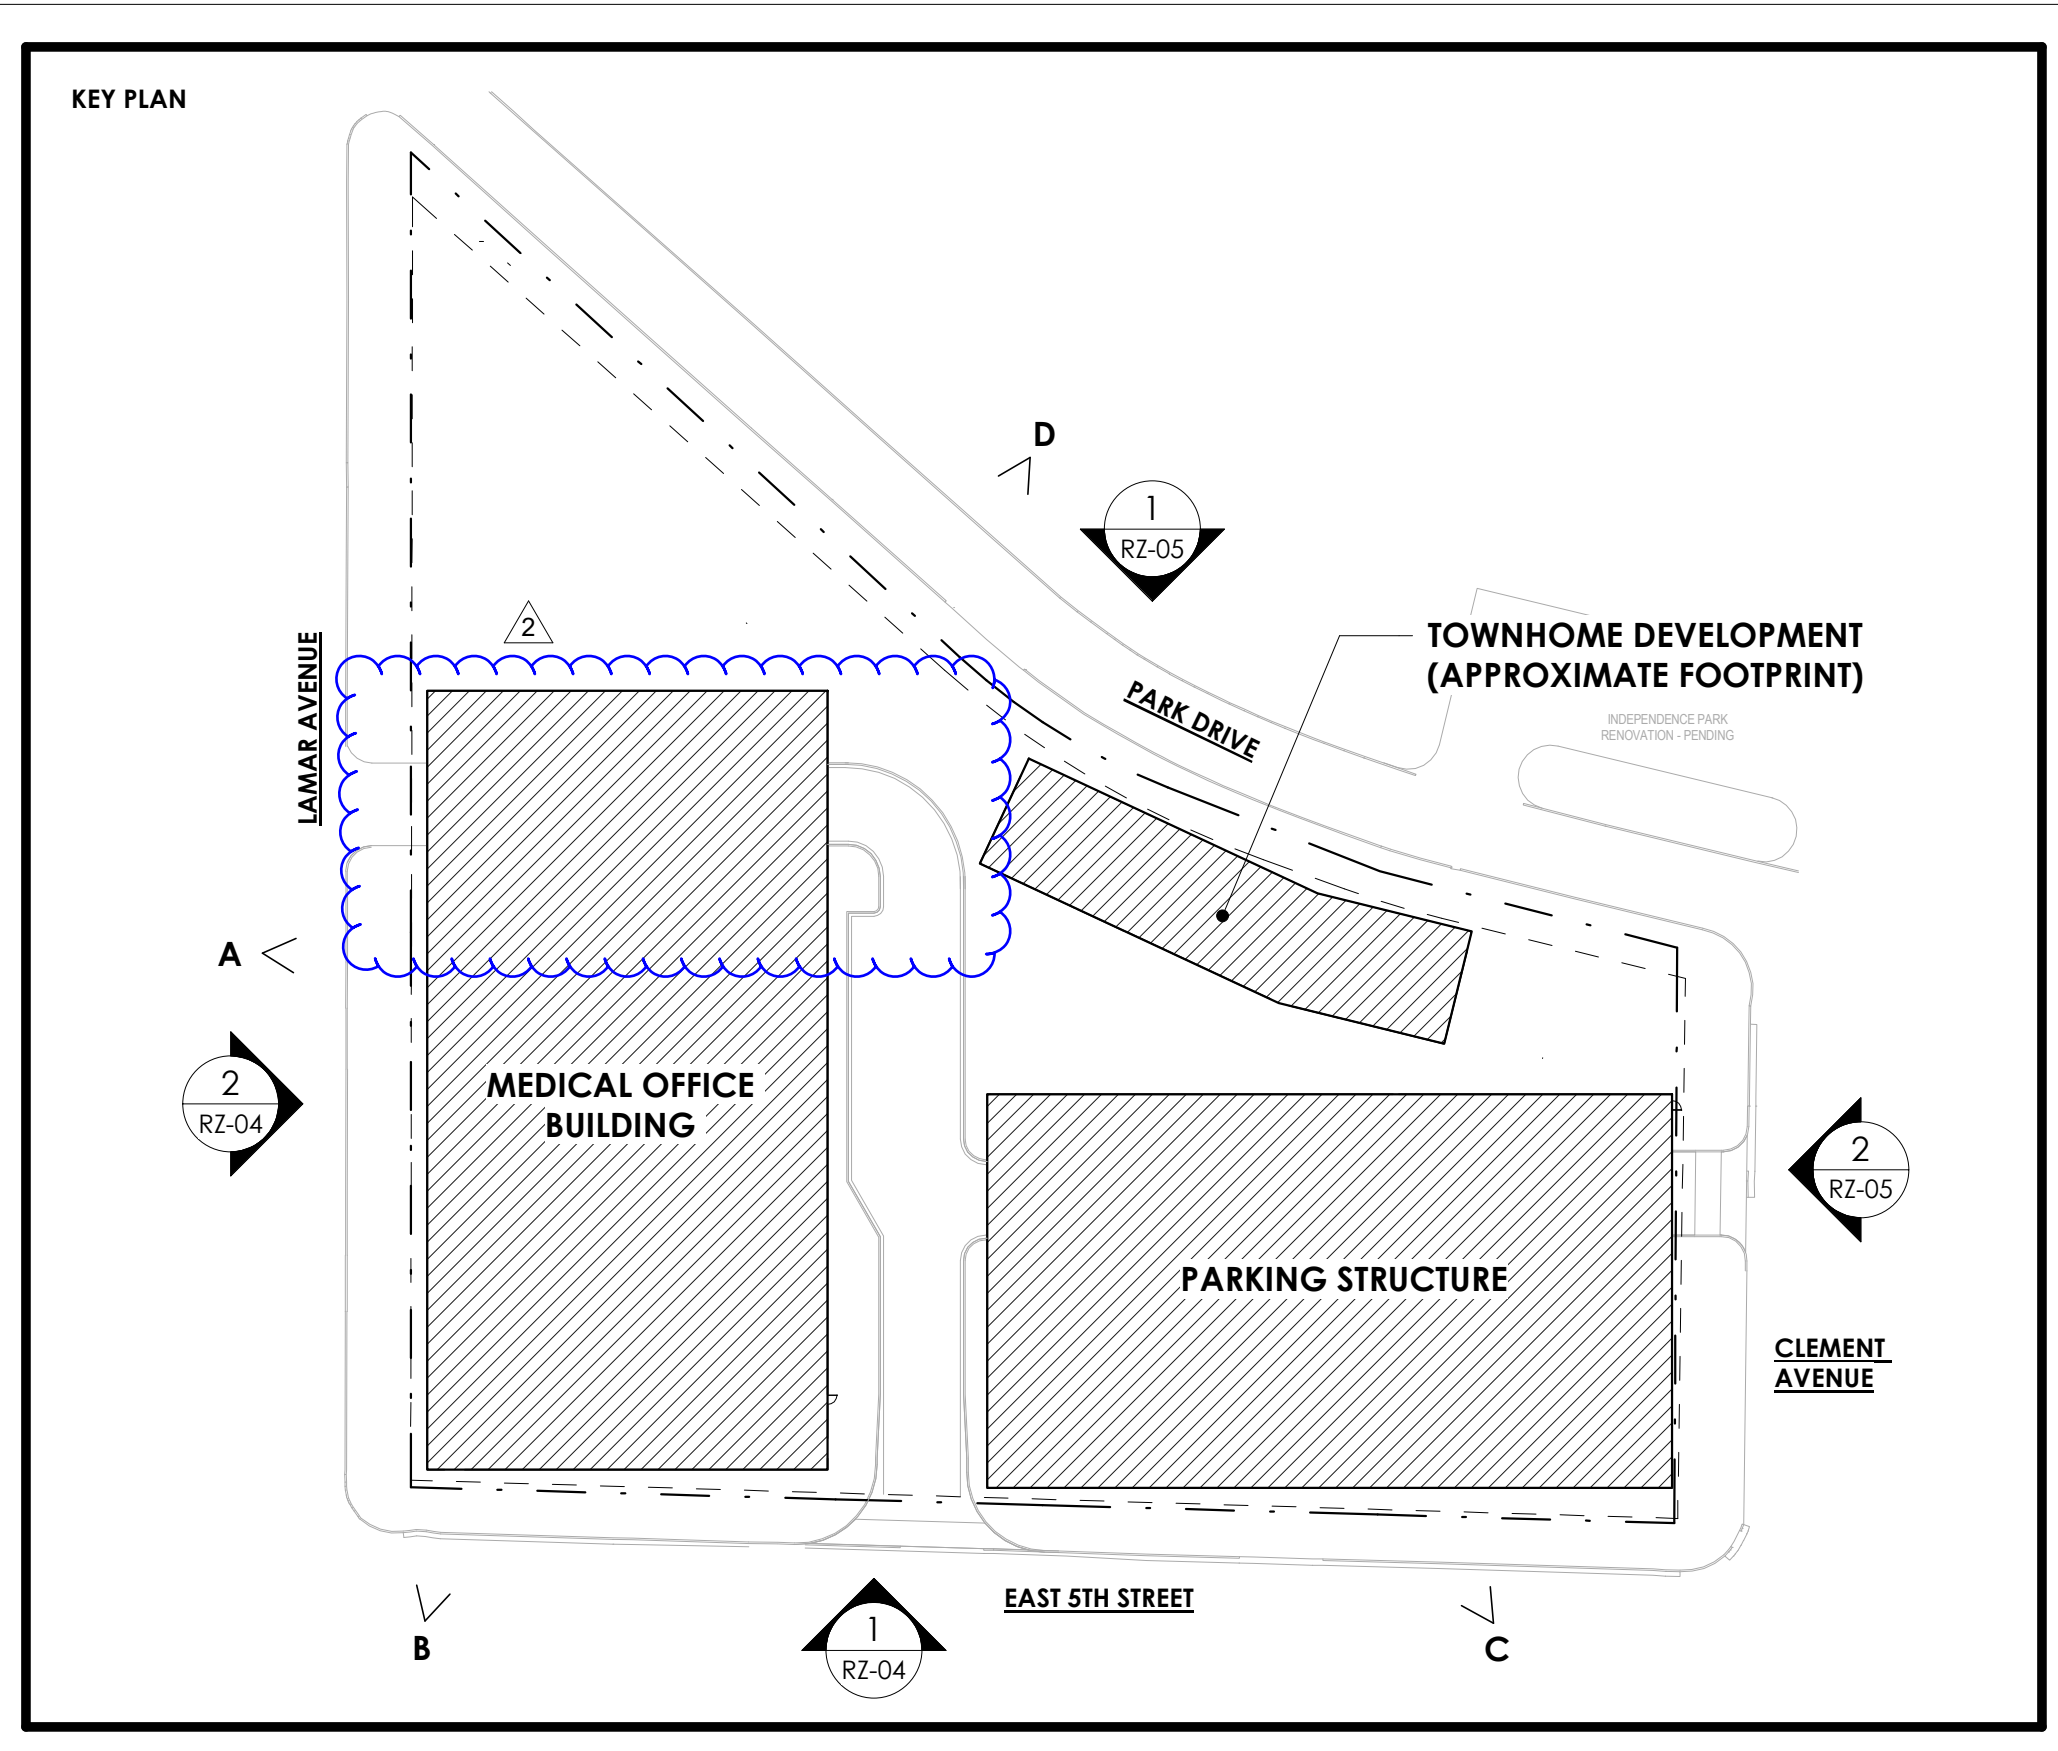 KEY PLAN
D
1
RZ-05
2
TOWNHOME DEVELOPMENT
(APPROXIMATE FOOTPRINT)
LAMAR AVENUE
PARK DRIVE
INDEPENDENCE PARK
RENOVATION - PENDING
A
2
RZ-04
MEDICAL OFFICE
BUILDING
2
RZ-05
PARKING STRUCTURE
CLEMENT
AVENUE
EAST 5TH STREET
B
1
RZ-04
C